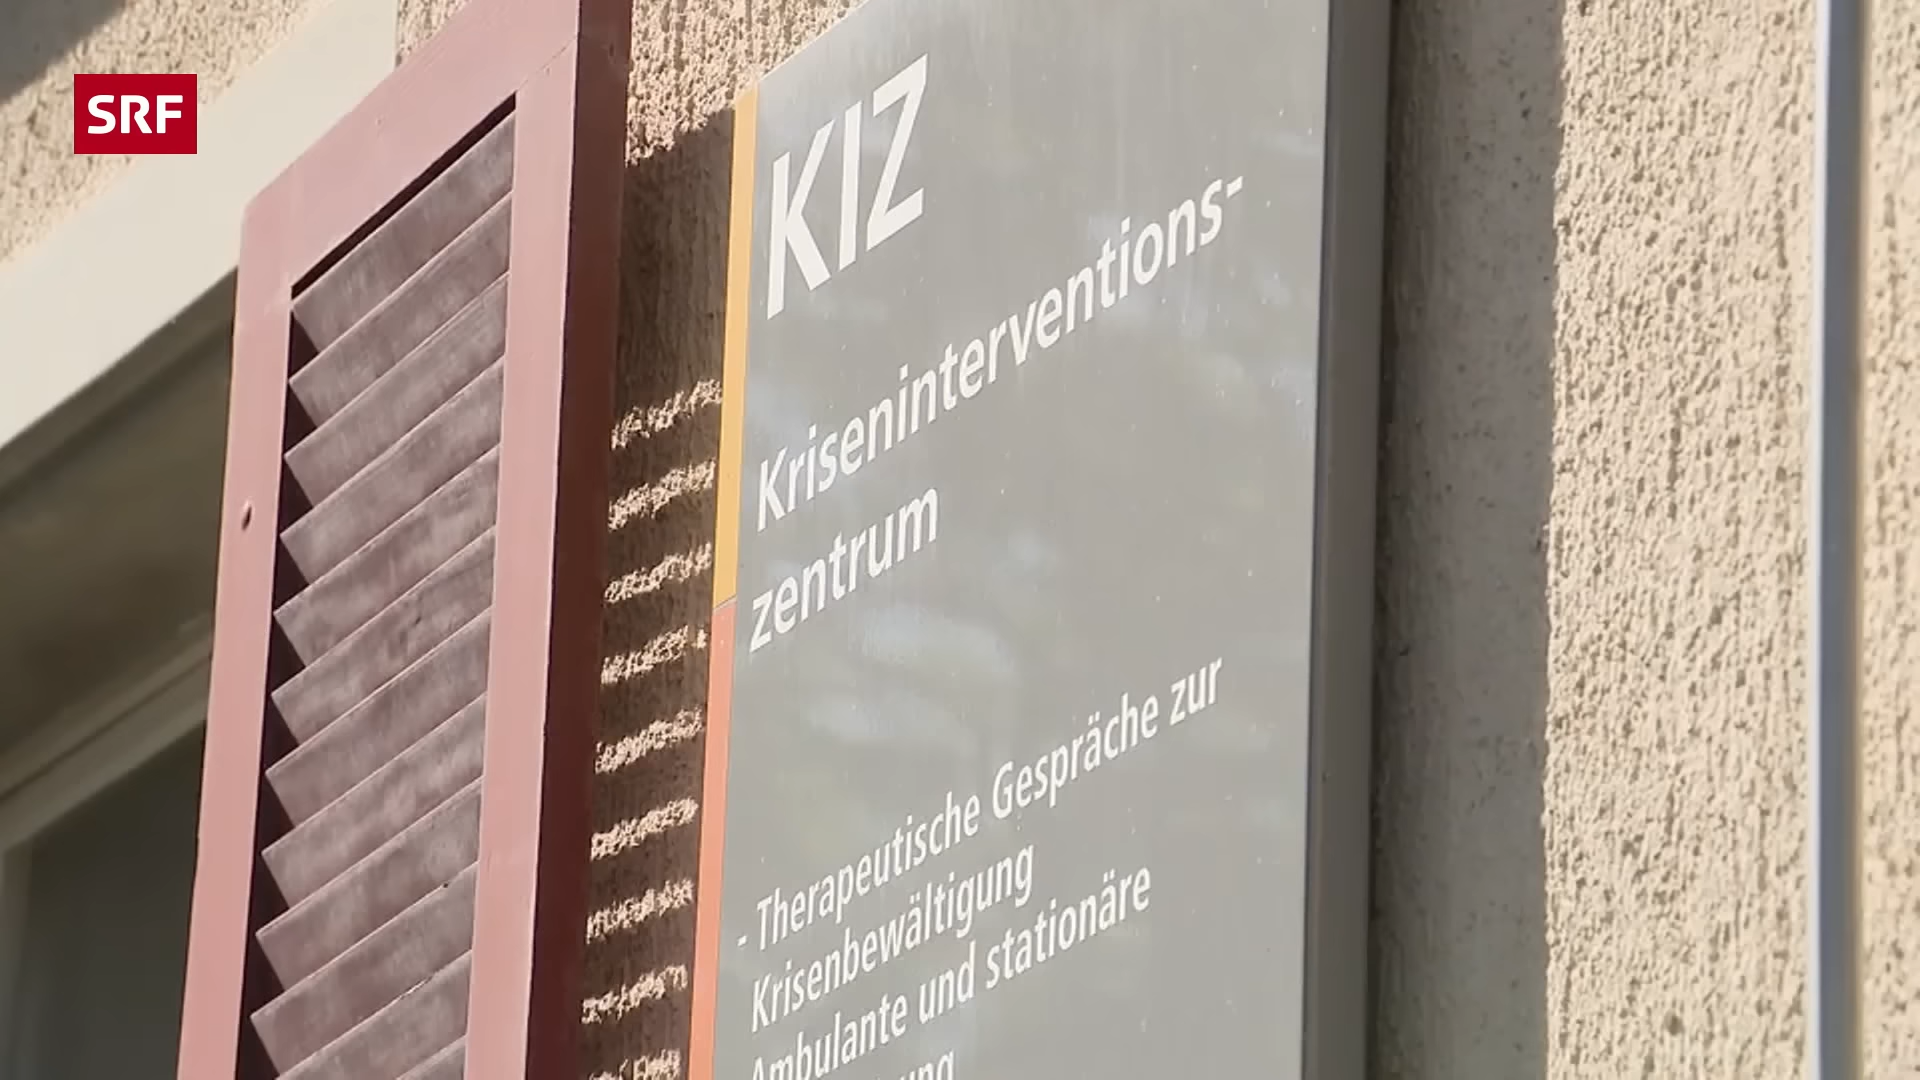 SRF
KIZ
Kriseninterventions-
zentrum
- Therapeutische Gespräche zur
Krisenbewältigung
Ambulante und stationäre